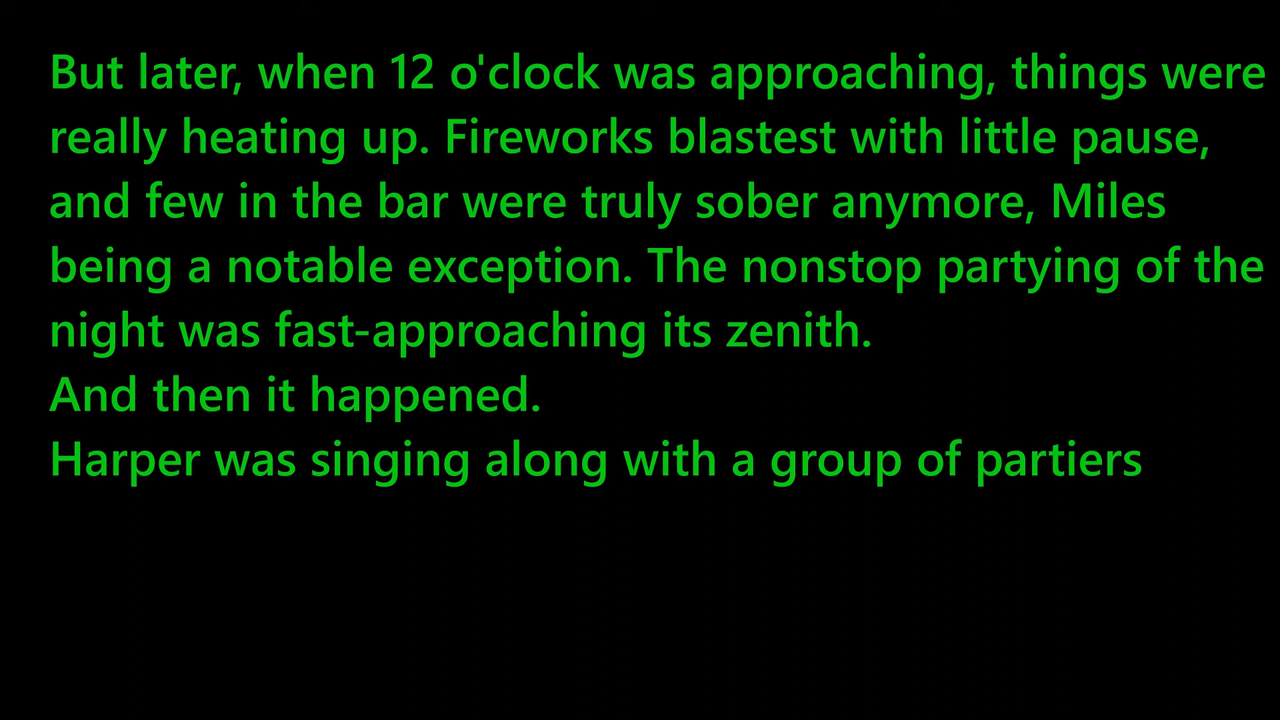 But later, when 12 o'clock was approaching, things were
really heating up. Fireworks blastest with little pause,
and few in the bar were truly sober anymore, Miles
being a notable exception. The nonstop partying of the
night was fast-approaching its zenith.
And then it happened.
Harper was singing along with a group of partiers